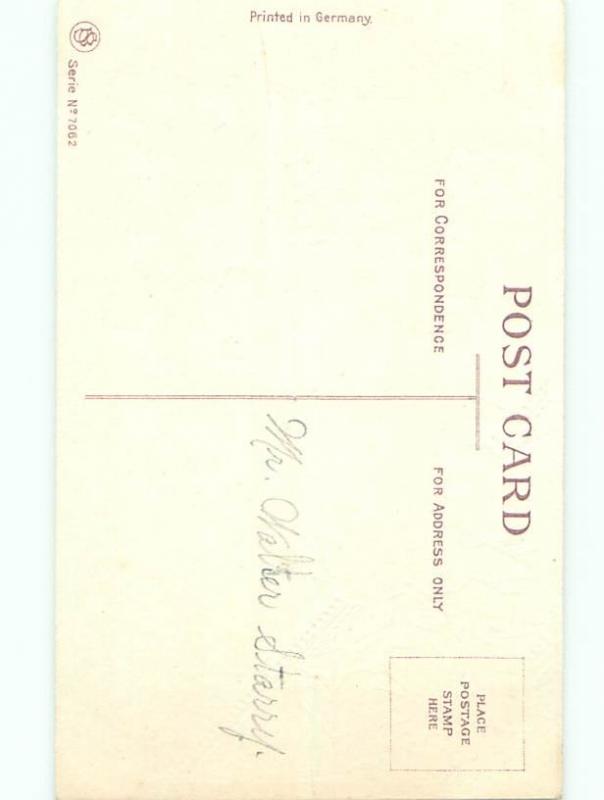 POST CARD
FOR CORRESPONDENCE
FOR ADDRESS ONLY
PLACE
POSTAGE
STAMP
HERE
Mr. Walter Starry.
Serie Nº 7062
Printed in Germany.